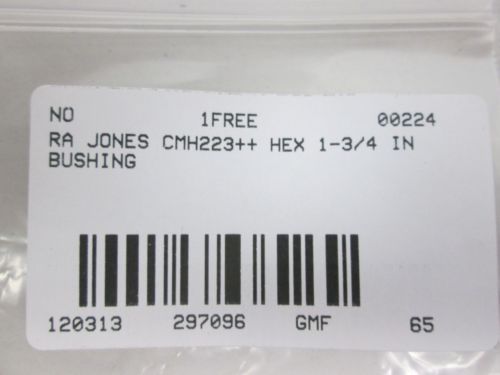 NO 1FREE 00224
RA JONES CMH223++ HEX 1-3/4 IN
BUSHING
120313 297096 GMF 65